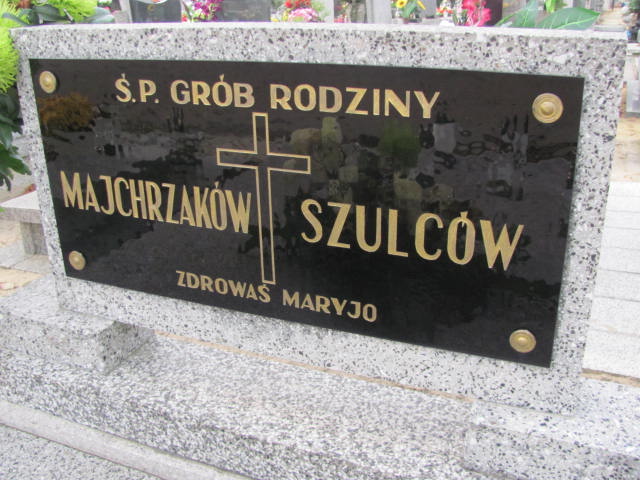 Ś.P. GRÓB RODZINY
MAJCHRZAKÓW SZULCÓW
ZDROWAŚ MARYJO